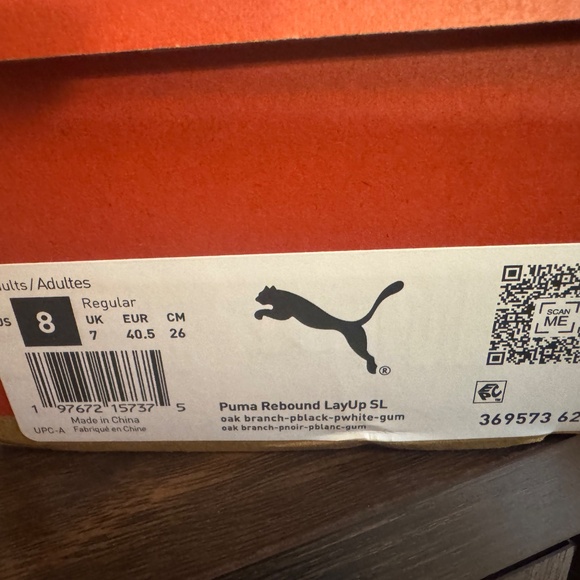 ults/Adultes
Regular
US 8 UK EUR CM
7 40.5 26
1 97672 15737 5
UPC-A Made in China
Fabriqué en Chine
®
Puma Rebound LayUp SL
oak branch-pblack-pwhite-gum
oak branch-pnoir-pblanc-gum
SCAN
ME
369573 62